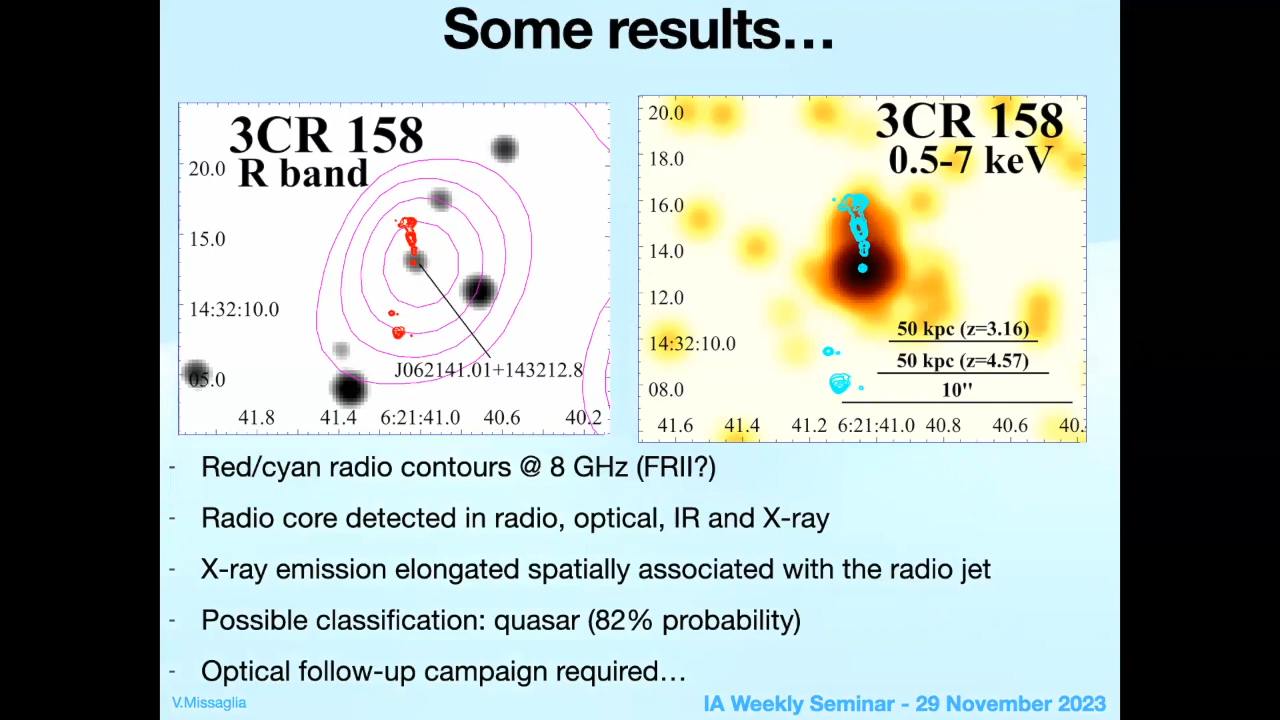 Some results…
3CR 158
R band
20.0
15.0
14:32:10.0
05.0
J062141.01+143212.8
41.8 41.4 6:21:41.0 40.6 40.2
3CR 158
0.5-7 keV
20.0
18.0
16.0
14.0
12.0
14:32:10.0
08.0
50 kpc (z=3.16)
50 kpc (z=4.57)
10"
41.6 41.4 41.2 6:21:41.0 40.8 40.6 40.
- Red/cyan radio contours @ 8 GHz (FRII?)
- Radio core detected in radio, optical, IR and X-ray
- X-ray emission elongated spatially associated with the radio jet
- Possible classification: quasar (82% probability)
- Optical follow-up campaign required…
V.Missaglia
IA Weekly Seminar - 29 November 2023